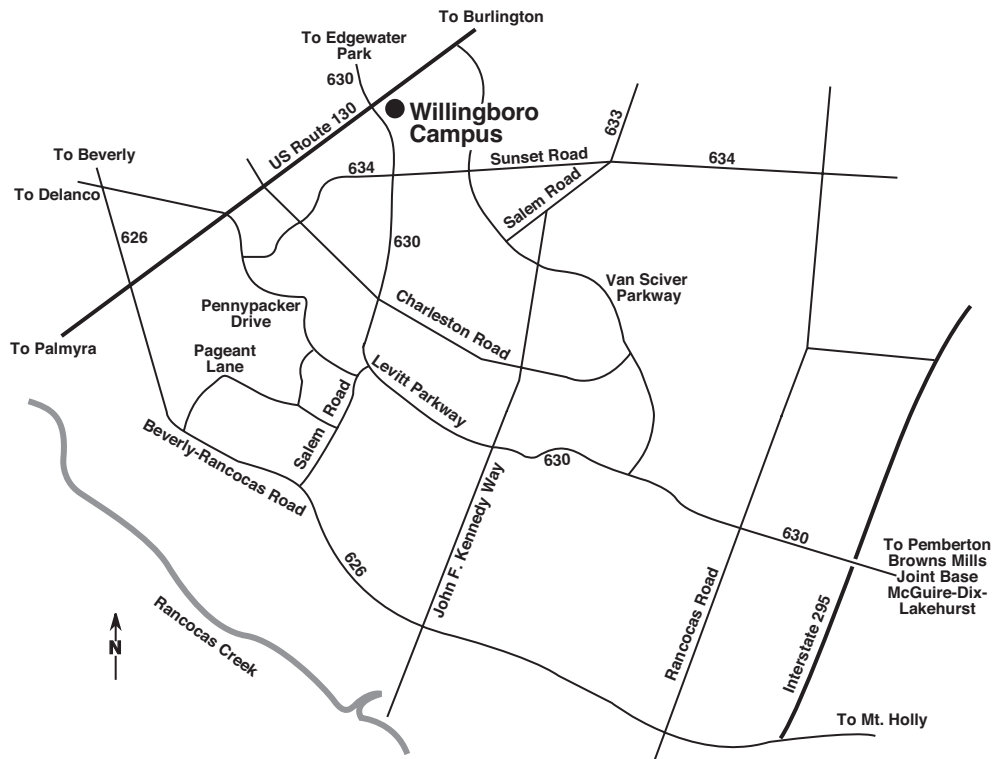 To Burlington
To Edgewater
Park
630
Willingboro
Campus
US Route 130
633
To Beverly
634
Sunset Road
634
To Delanco
Salem Road
626
630
Van Sciver
Parkway
Pennypacker
Drive
Charleston Road
To Palmyra
Pageant
Lane
Levitt Parkway
Salem Road
Beverly-Rancocas Road
630
John F. Kennedy Way
630
To Pemberton
Browns Mills
Joint Base
McGuire-Dix-
Lakehurst
626
Rancocas Road
Interstate 295
Rancocas Creek
N
To Mt. Holly